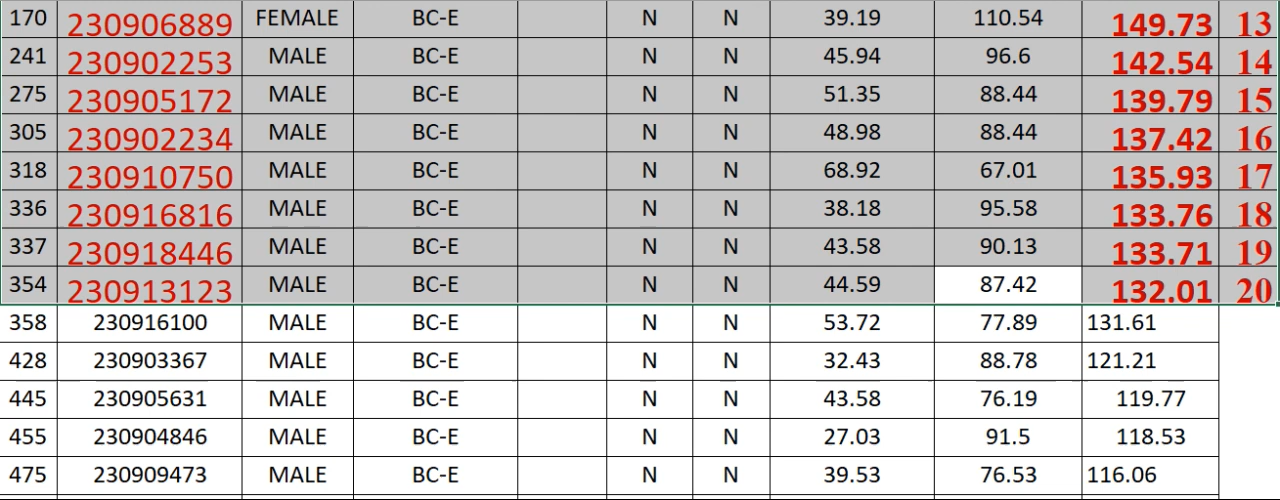 170 230906889 FEMALE BC-E N N 39.19 110.54 149.73 13
241 230902253 MALE BC-E N N 45.94 96.6 142.54 14
275 230905172 MALE BC-E N N 51.35 88.44 139.79 15
305 230902234 MALE BC-E N N 48.98 88.44 137.42 16
318 230910750 MALE BC-E N N 68.92 67.01 135.93 17
336 230916816 MALE BC-E N N 38.18 95.58 133.76 18
337 230918446 MALE BC-E N N 43.58 90.13 133.71 19
354 230913123 MALE BC-E N N 44.59 87.42 132.01 20
358 230916100 MALE BC-E N N 53.72 77.89 131.61
428 230903367 MALE BC-E N N 32.43 88.78 121.21
445 230905631 MALE BC-E N N 43.58 76.19 119.77
455 230904846 MALE BC-E N N 27.03 91.5 118.53
475 230909473 MALE BC-E N N 39.53 76.53 116.06